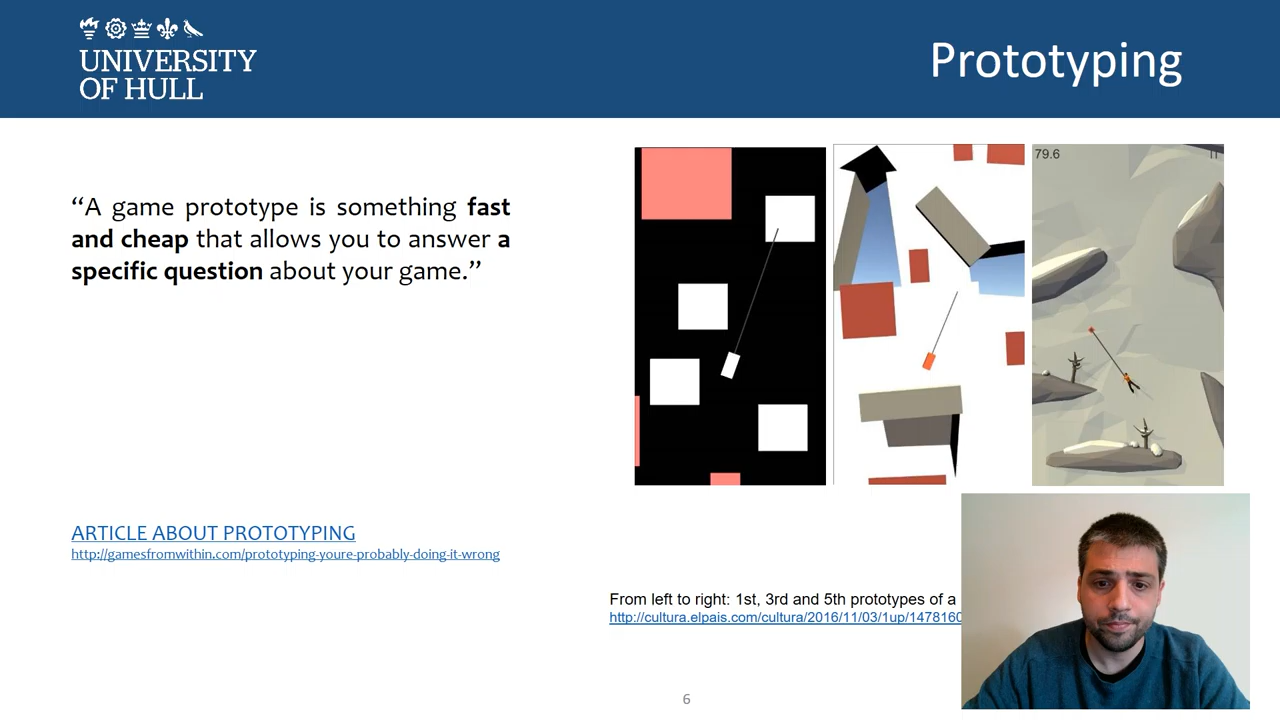 UNIVERSITY
OF HULL
Prototyping
“A game prototype is something fast
and cheap that allows you to answer a
specific question about your game.”
79.6
ARTICLE ABOUT PROTOTYPING
http://gamesfromwithin.com/prototyping-youre-probably-doing-it-wrong
From left to right: 1st, 3rd and 5th prototypes of a
http://cultura.elpais.com/cultura/2016/11/03/1up/1478160
6